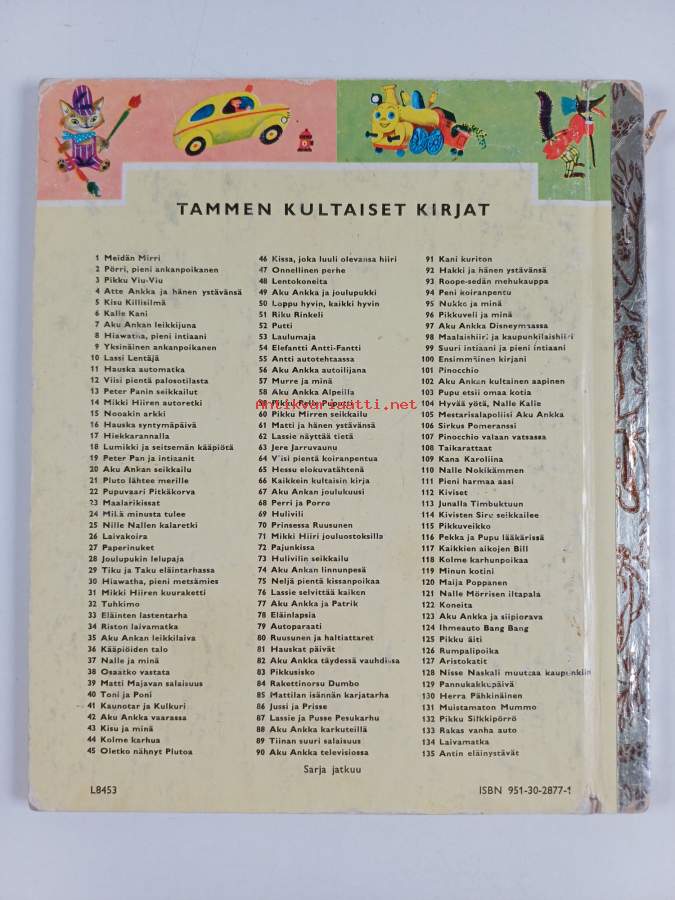 TAMMEN KULTAISET KIRJAT
1 Meidän Mirri
2 Pörri, pieni ankanpoikanen
3 Pikku Viu-Viu
4 Atte Ankka ja hänen ystävänsä
5 Kisu Killisilmä
6 Kalle Kani
7 Aku Ankan leikkijuna
8 Hiawatha, pieni intiaani
9 Yksinäinen ankanpoikanen
10 Lassi Lentäjä
11 Hauska automatka
12 Viisi pientä palosotilasta
13 Peter Panin seikkailut
14 Mikki Hiiren autoretki
15 Nooakin arkki
16 Hauska syntymäpäivä
17 Hiekkarannalla
18 Lumikki ja seitsemän kääpiötä
19 Peter Pan ja intiaanit
20 Aku Ankan seikkailu
21 Pluto lähtee merille
22 Pupuvaari Pitkäkorva
23 Maalarikissat
24 Milä minusta tulee
25 Nille Nallen kalaretki
26 Laivakoira
27 Paperinuket
28 Joulupukin lelupaja
29 Tiku ja Taku eläintarhassa
30 Hiawatha, pieni metsämies
31 Mikki Hiiren kuuraketti
32 Tuhkimo
33 Eläinten lastentarha
34 Riston laivamatka
35 Aku Ankan leikkilaiva
36 Kääpiöiden talo
37 Nalle ja minä
38 Osaatko vastata
39 Matti Majavan salaisuus
40 Toni ja Poni
41 Kaunotar ja Kulkuri
42 Aku Ankka vaarassa
43 Kisu ja minä
44 Kolme karhua
45 Oletko nähnyt Plutoa
46 Kissa, joka luuli olevansa hiiri
47 Onnellinen perhe
48 Lentokoneita
49 Aku Ankka ja joulupukki
50 Loppu hyvin, kaikki hyvin
51 Riku Rinkeli
52 Putti
53 Laulumaja
54 Elefantti Antti-Fantti
55 Antti autotehtaassa
56 Aku Ankka autoilijana
57 Murre ja minä
58 Aku Ankka Alpeilla
59 Pikku Pelle Pupetti
60 Pikku Mirren seikkailu
61 Matti ja hänen ystävänsä
62 Lassie näyttää tietä
63 Jere Jarruvaunu
64 Viisi pientä koiranpentua
65 Hessu elokuvatähtenä
66 Kaikkein kultaisin kirja
67 Aku Ankan joulukuusi
68 Perri ja Porro
69 Hulivili
70 Prinsessa Ruusunen
71 Mikki Hiiri jouluostoksilla
72 Pajunkissa
73 Hulivilin seikkailu
74 Aku Ankan linnunpesä
75 Neljä pientä kissanpoikaa
76 Lassie selvittää kaiken
77 Aku Ankka ja Patrik
78 Eläinlapsia
79 Autoparaati
80 Ruusunen ja haltiattaret
81 Hauskat päivät
82 Aku Ankka täydessä vauhdissa
83 Pikkusisko
84 Rakettinorsu Dumbo
85 Mattilan isännän karjatarha
86 Jussi ja Prisse
87 Lassie ja Pusse Pesukarhu
88 Aku Ankka karkuteillä
89 Tiinan suuri salaisuus
90 Aku Ankka televisiossa
91 Kani kuriton
92 Hakki ja hänen ystävänsä
93 Roope-sedän mehukauppa
94 Peni koiranpentu
95 Nukke ja minä
96 Pikkuveli ja minä
97 Aku Ankka Disneymaassa
98 Maalaishiiri ja kaupunkilaishiiri
99 Suuri intiaani ja pieni intiaani
100 Ensimmäinen kirjani
101 Pinocchio
102 Aku Ankan kultainen aapinen
103 Pupu etsii omaa kotia
104 Hyvää yötä, Nalle Kalle
105 Mestarisalapoliisi Aku Ankka
106 Sirkus Pomeranssi
107 Pinocchio valaan vatsassa
108 Taikarattaat
109 Kana Karoliina
110 Nalle Nokikämmen
111 Pieni harmaa aasi
112 Kiviset
113 Junalla Timbuktuun
114 Kivisten Siru seikkailee
115 Pikkuveikko
116 Pekka ja Pupu lääkärissä
117 Kaikkien aikojen Bill
118 Kolme karhunpoikaa
119 Minun kotini
120 Maija Poppanen
121 Nalle Mörrisen iltapala
122 Koneita
123 Aku Ankka ja siipiorava
124 Ihmeauto Bang Bang
125 Pikku äiti
126 Rumpalipoika
127 Aristokatit
128 Nisse Naskali muuttaa kaupunkiin
129 Pannukakkupäivä
130 Herra Pähkinäinen
131 Muistamaton Mummo
132 Pikku Silkkipörrö
133 Rakas vanha auto
134 Laivamatka
135 Antin eläinystävät
Sarja jatkuu
L8453
ISBN 951-30-2877-1
Antikvariaatti.net